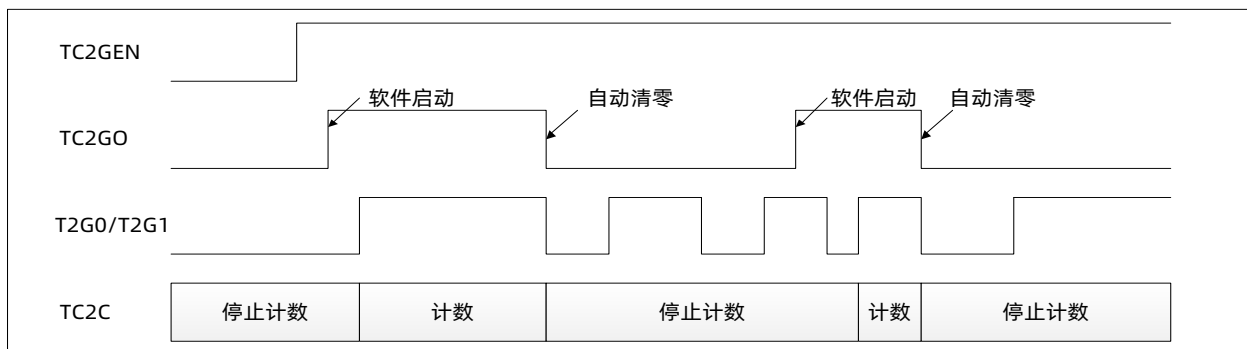 TC2GEN
软件启动 自动清零 软件启动 自动清零
TC2GO
T2G0/T2G1
TC2C 停止计数 计数 停止计数 计数 停止计数